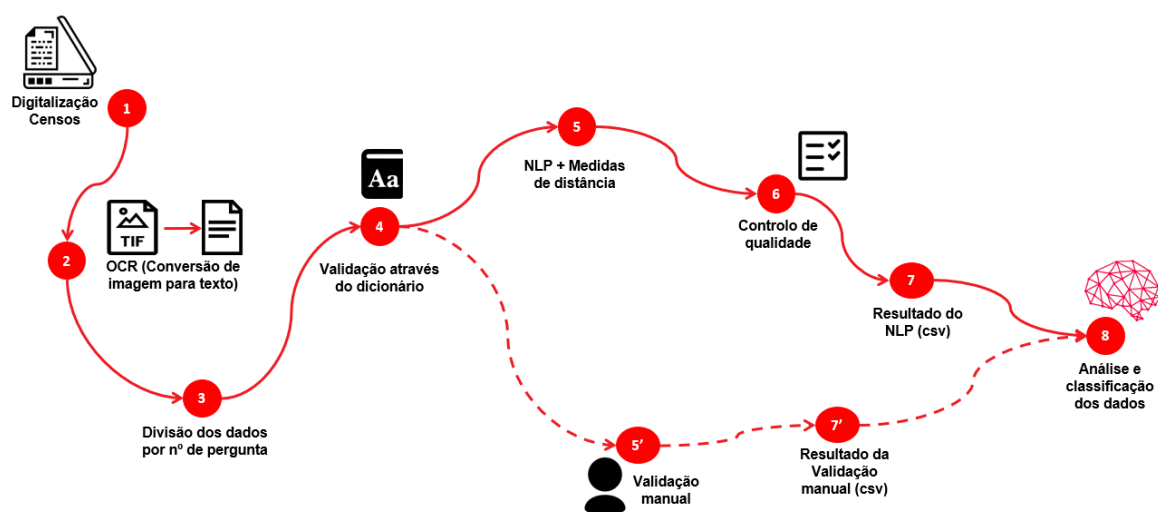 1
Digitalização
Censos
2
TIF
OCR (Conversão de
imagem para texto)
3
Divisão dos dados
por nº de pergunta
Aa
4
Validação através
do dicionário
5
NLP + Medidas
de distância
6
Controlo de
qualidade
7
Resultado do
NLP (csv)
5'
Validação
manual
7'
Resultado da
Validação
manual (csv)
8
Análise e
classificação
dos dados